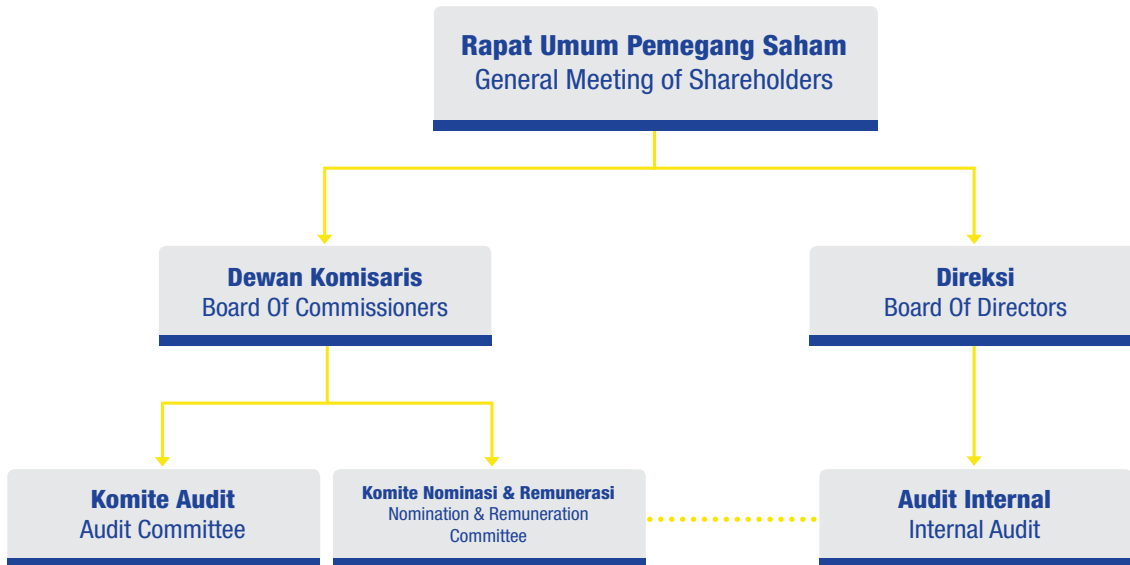 Rapat Umum Pemegang Saham
General Meeting of Shareholders
Dewan Komisaris
Board Of Commissioners
Direksi
Board Of Directors
Komite Audit
Audit Committee
Komite Nominasi & Remunerasi
Nomination & Remuneration
Committee
Audit Internal
Internal Audit